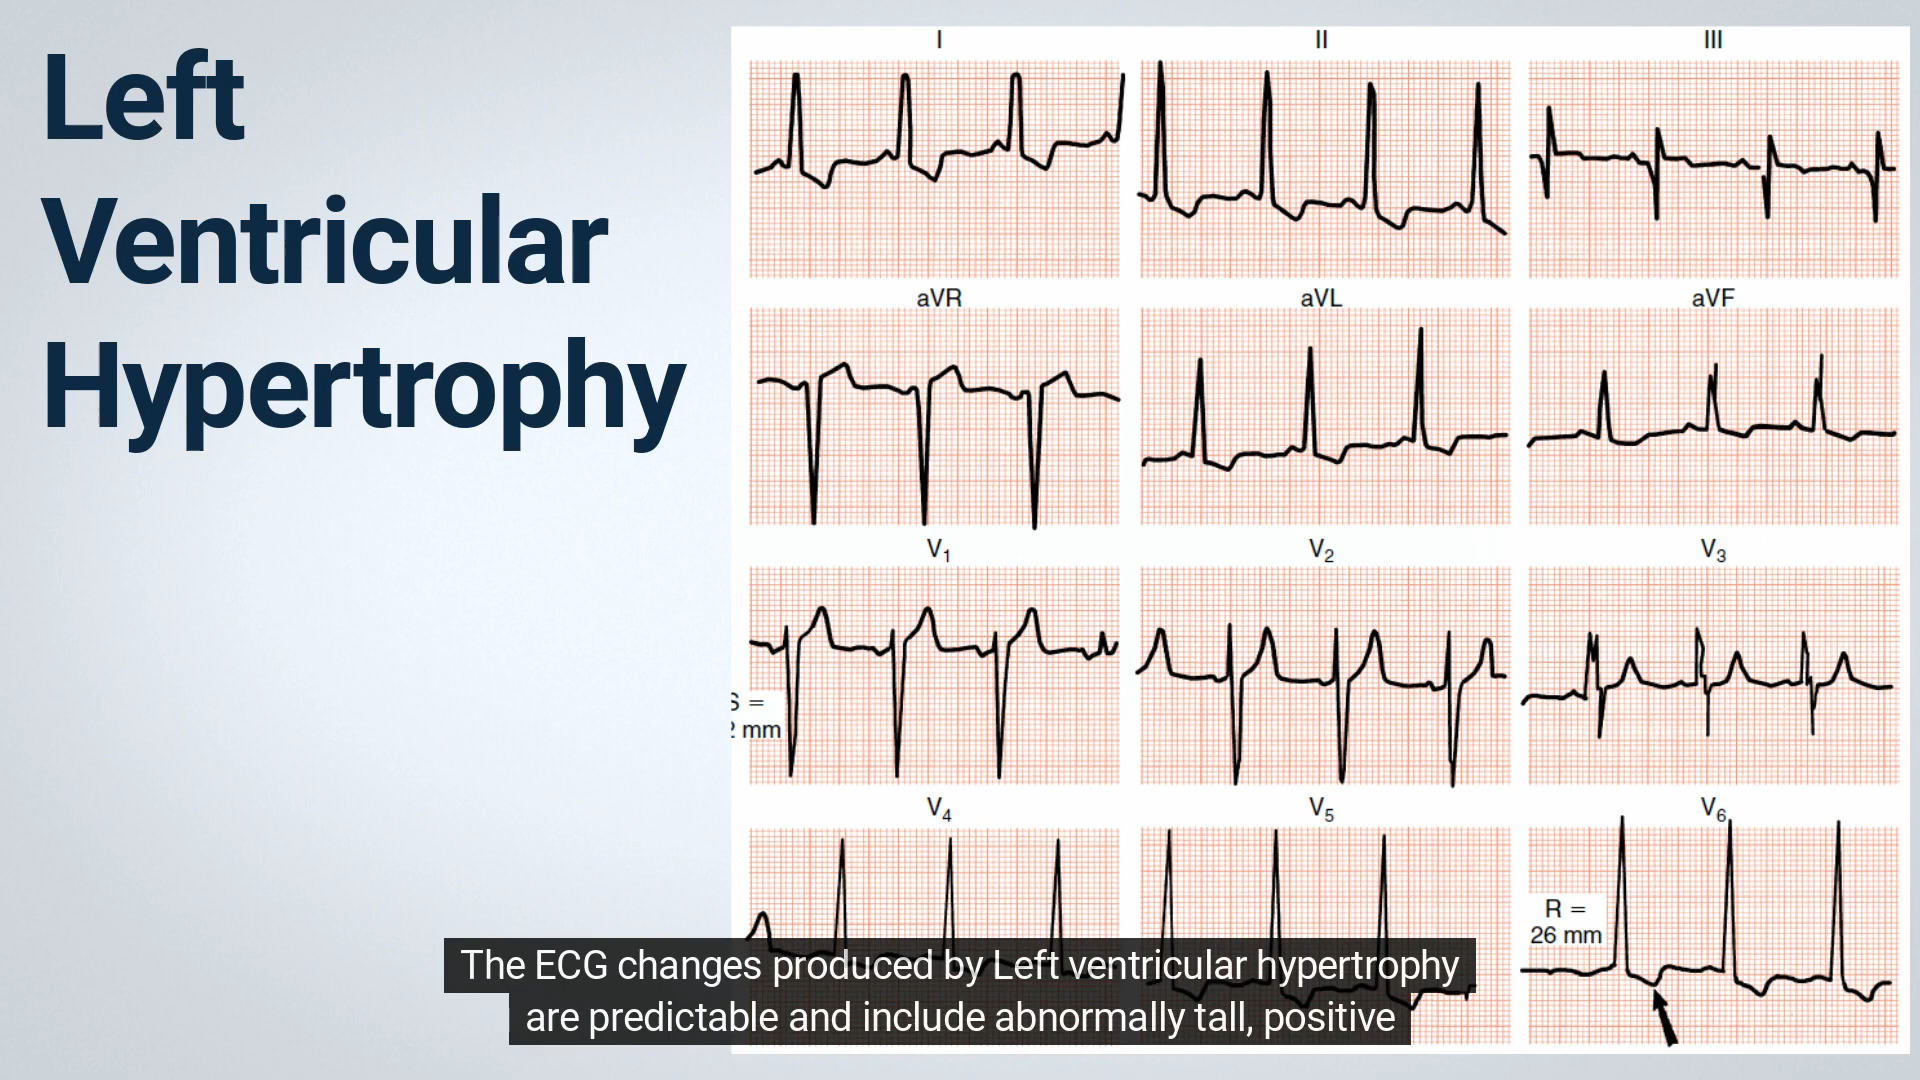 Left
Ventricular
Hypertrophy
I
II
III
aVR
aVL
aVF
V1
V2
V3
S =
2 mm
V4
V5
V6
R =
26 mm
The ECG changes produced by Left ventricular hypertrophy
are predictable and include abnormally tall, positive